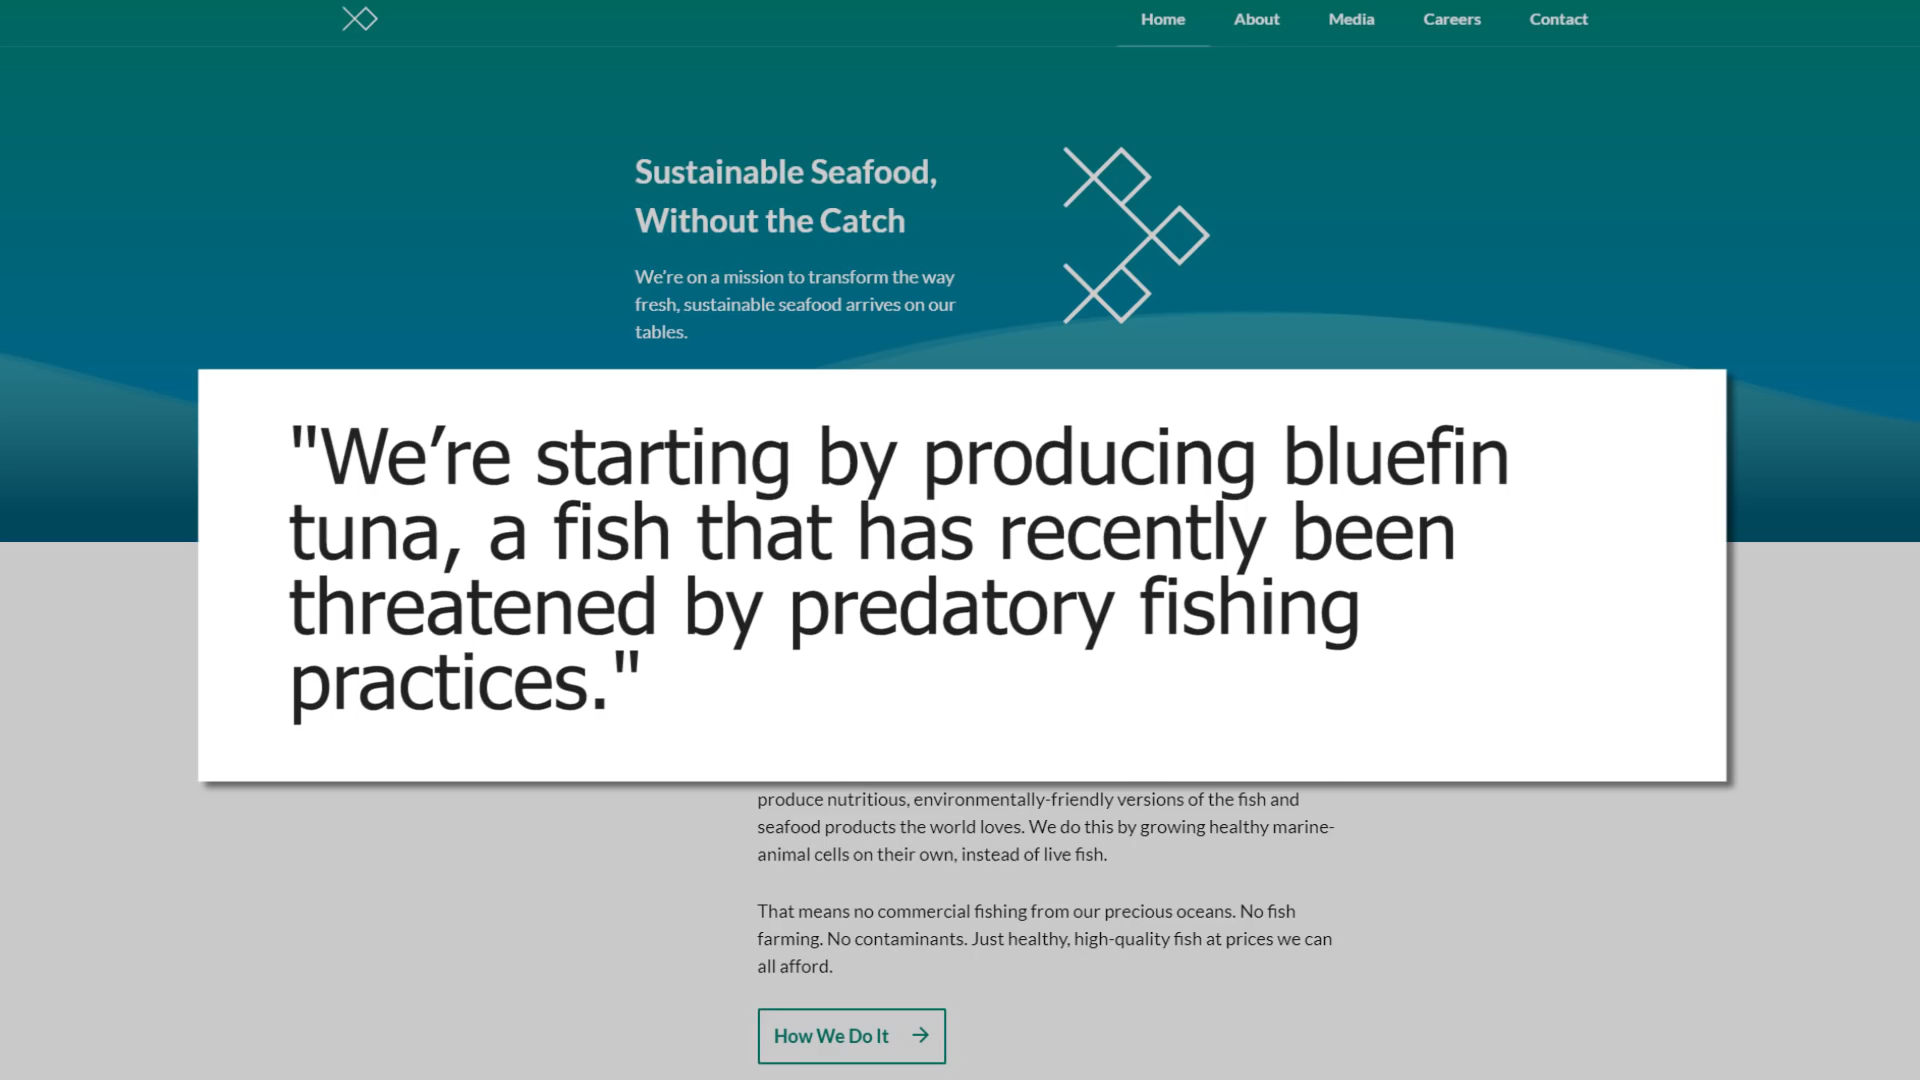 Home About Media Careers Contact
Sustainable Seafood,
Without the Catch
We're on a mission to transform the way
fresh, sustainable seafood arrives on our
tables.
"We’re starting by producing bluefin
tuna, a fish that has recently been
threatened by predatory fishing
practices."
produce nutritious, environmentally-friendly versions of the fish and
seafood products the world loves. We do this by growing healthy marine-
animal cells on their own, instead of live fish.
That means no commercial fishing from our precious oceans. No fish
farming. No contaminants. Just healthy, high-quality fish at prices we can
all afford.
How We Do It